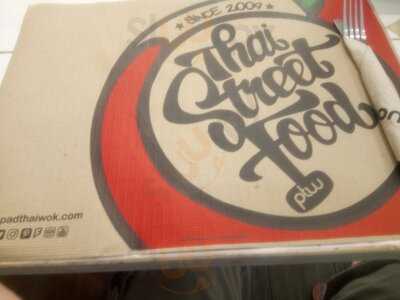 SINCE 2009
Thai
Street
Food
ptw
padthaiwok.com